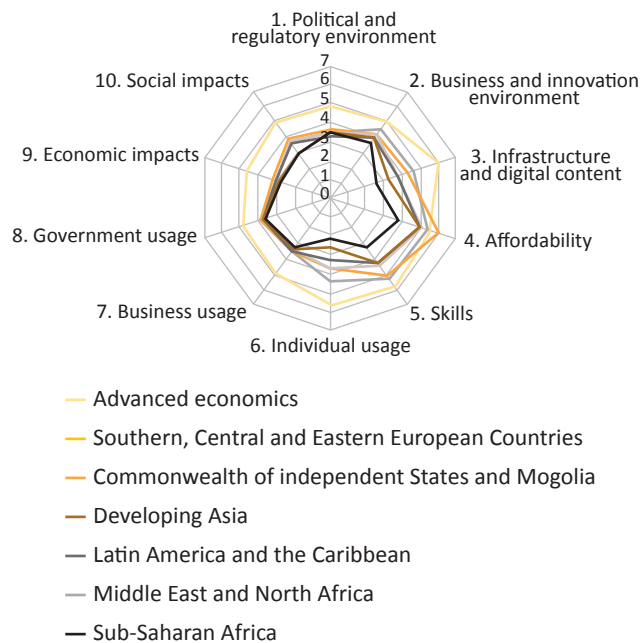 1. Political and
regulatory environment
10. Social impacts
2. Business and innovation
environment
9. Economic impacts
3. Infrastructure
and digital content
8. Government usage
4. Affordability
7. Business usage
5. Skills
6. Individual usage
7
6
5
4
3
2
1
0
Advanced economics
Southern, Central and Eastern European Countries
Commonwealth of independent States and Mogolia
Developing Asia
Latin America and the Caribbean
Middle East and North Africa
Sub-Saharan Africa